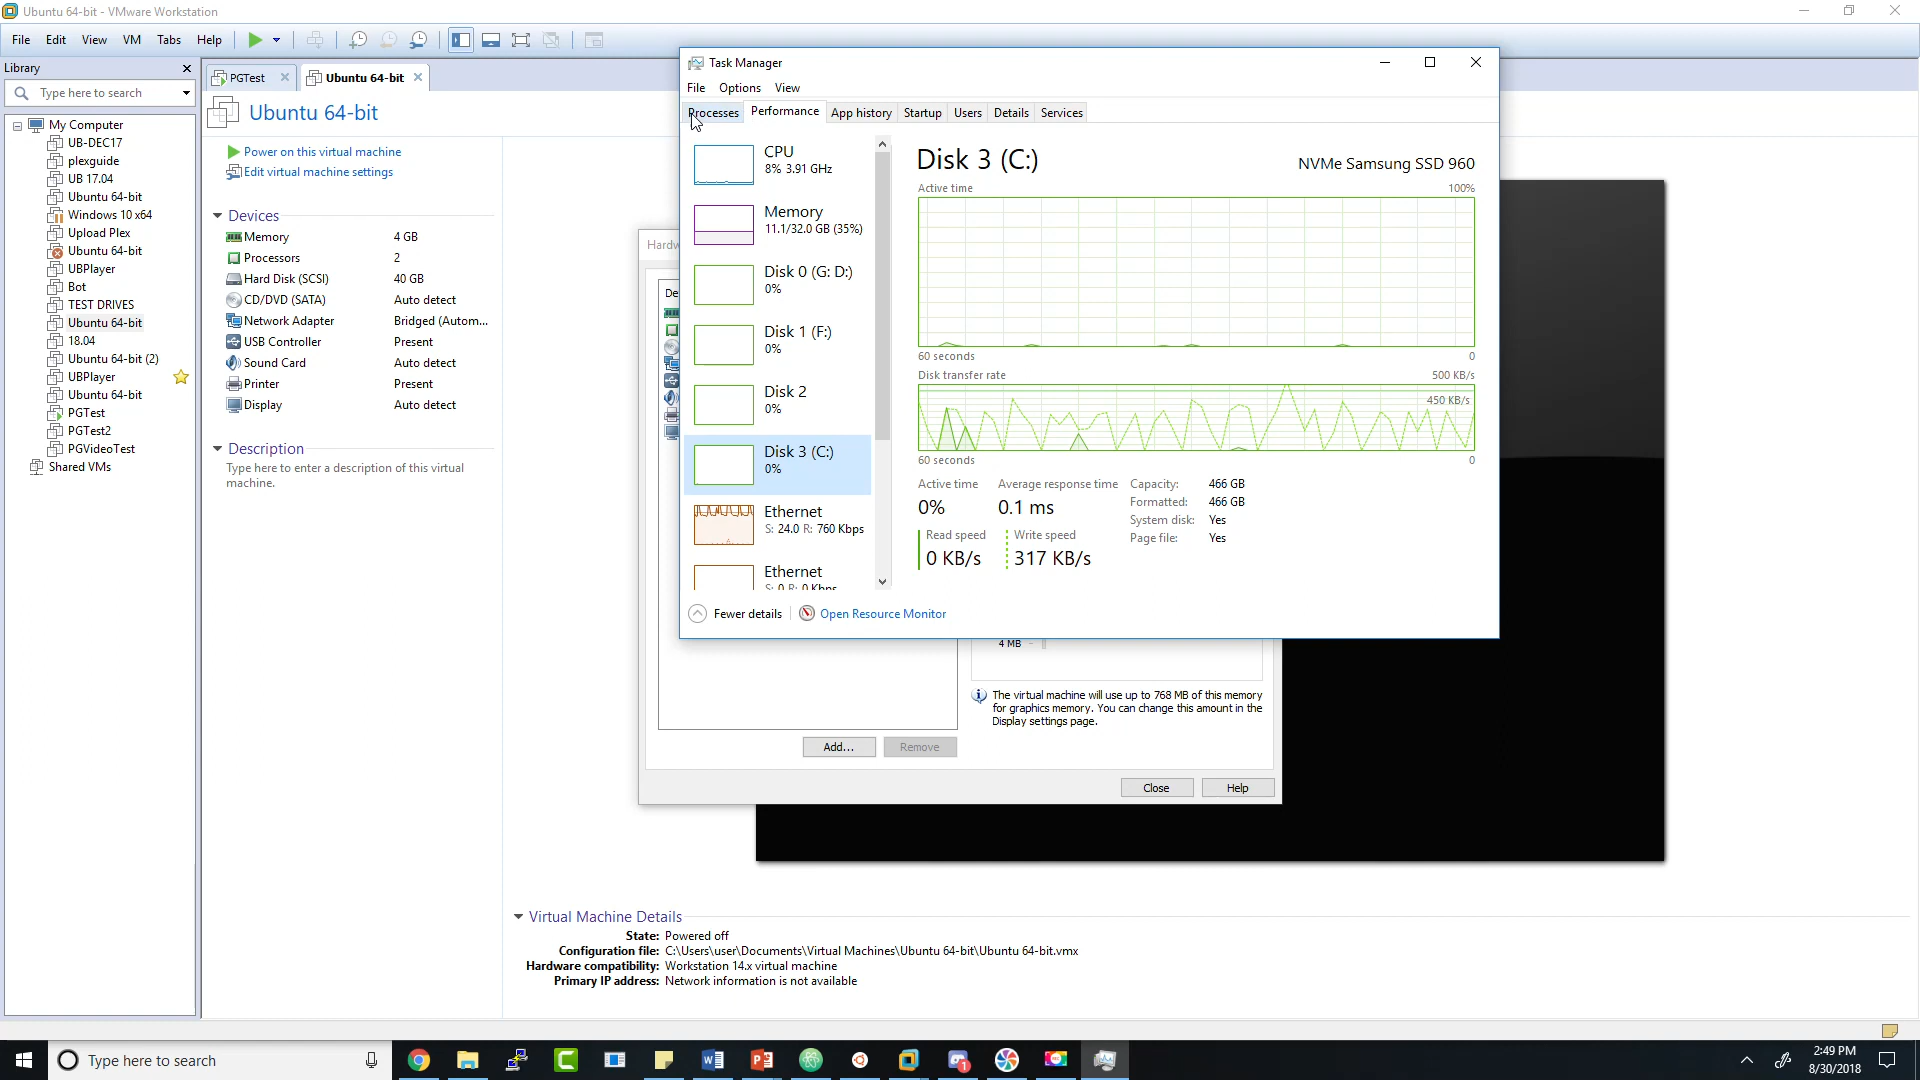 Ubuntu 64-bit - VMware Workstation
File Edit View VM Tabs Help
Library
Type here to search
My Computer
UB-DEC17
plexguide
UB 17.04
Ubuntu 64-bit
Windows 10 x64
Upload Plex
Ubuntu 64-bit
UBPlayer
Bot
TEST DRIVES
Ubuntu 64-bit
18.04
Ubuntu 64-bit (2)
UBPlayer
Ubuntu 64-bit
PGTest
PGTest2
PGVideoTest
Shared VMs
PGTest
Ubuntu 64-bit
Ubuntu 64-bit
Power on this virtual machine
Edit virtual machine settings
Devices
Memory 4 GB
Processors 2
Hard Disk (SCSI) 40 GB
CD/DVD (SATA) Auto detect
Network Adapter Bridged (Autom...
USB Controller Present
Sound Card Auto detect
Printer Present
Display Auto detect
Description
Type here to enter a description of this virtual
machine.
Task Manager
File Options View
Processes Performance App history Startup Users Details Services
CPU
8% 3.91 GHz
Memory
11.1/32.0 GB (35%)
Disk 0 (G: D:)
0%
Disk 1 (F:)
0%
Disk 2
0%
Disk 3 (C:)
0%
Ethernet
S: 24.0 R: 760 Kbps
Ethernet
S: 0 R: 0 Kbps
Disk 3 (C:)
NVMe Samsung SSD 960
Active time 100%
60 seconds 0
Disk transfer rate 500 KB/s
450 KB/s
60 seconds 0
Active time
0%
Average response time
0.1 ms
Read speed
0 KB/s
Write speed
317 KB/s
Capacity: 466 GB
Formatted: 466 GB
System disk: Yes
Page file: Yes
Fewer details
Open Resource Monitor
Hardw
De
4 MB
The virtual machine will use up to 768 MB of this memory
for graphics memory. You can change this amount in the
Display settings page.
Add... Remove
Close Help
Virtual Machine Details
State: Powered off
Configuration file: C:\Users\user\Documents\Virtual Machines\Ubuntu 64-bit\Ubuntu 64-bit.vmx
Hardware compatibility: Workstation 14.x virtual machine
Primary IP address: Network information is not available
Type here to search
2:49 PM
8/30/2018